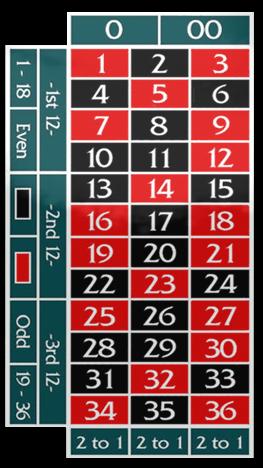 0 00
1 2 3
4 5 6
7 8 9
10 11 12
13 14 15
16 17 18
19 20 21
22 23 24
25 26 27
28 29 30
31 32 33
34 35 36
2 to 1 2 to 1 2 to 1
-1st 12-
-2nd 12-
-3rd 12-
1 - 18
Even
Odd
19 - 36